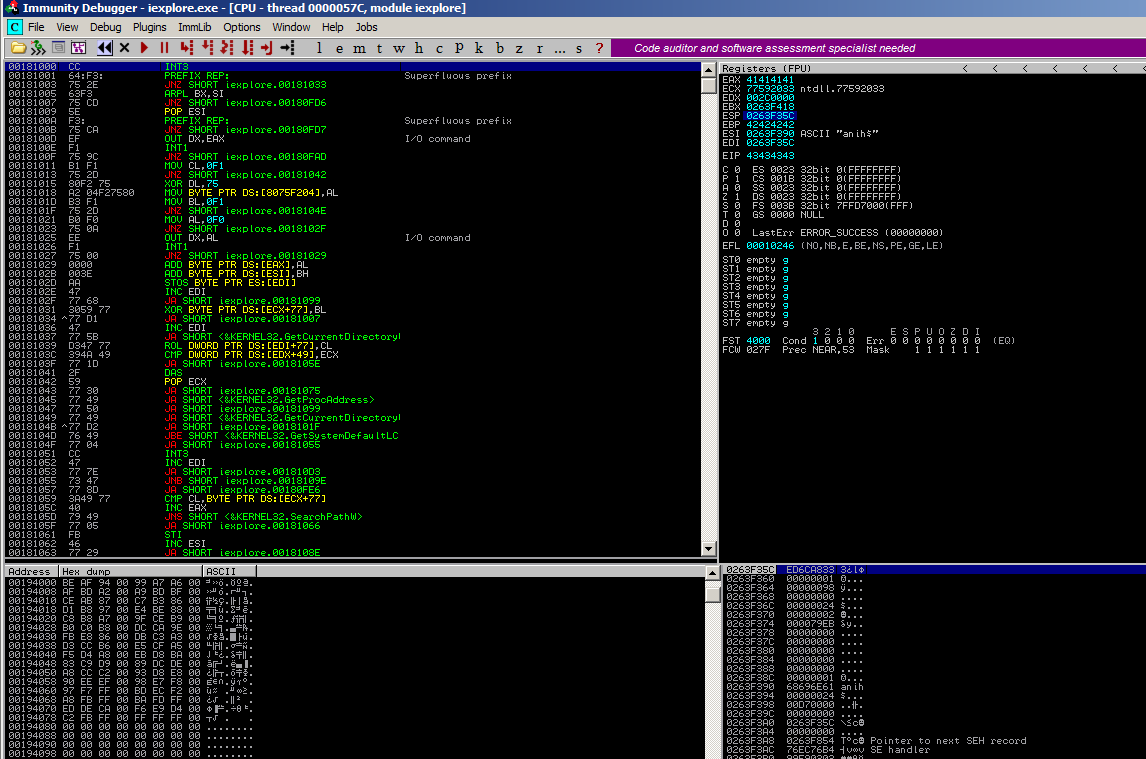 Immunity Debugger - iexplore.exe - [CPU - thread 0000057C, module iexplore]
C File View Debug Plugins ImmLib Options Window Help Jobs
l e m t w h c P k b z r ... s ? Code auditor and software assessment specialist needed
00181000 CC INT3
00181001 64:F3: PREFIX REP: Superfluous prefix
00181003 75 2E JNZ SHORT iexplore.00181033
00181005 63F3 ARPL BX,SI
00181007 75 CD JNZ SHORT iexplore.00180FD6
00181009 5E POP ESI
0018100A F3: PREFIX REP: Superfluous prefix
0018100B 75 CA JNZ SHORT iexplore.00180FD7
0018100D EF OUT DX,EAX I/O command
0018100E F1 INT1
0018100F 75 9C JNZ SHORT iexplore.00180FAD
00181011 B1 F1 MOV CL,0F1
00181013 75 2D JNZ SHORT iexplore.00181042
00181015 80F2 75 XOR DL,75
00181018 A2 04F27580 MOV BYTE PTR DS:[8075F204],AL
0018101D B3 F1 MOV BL,0F1
0018101F 75 2D JNZ SHORT iexplore.0018104E
00181021 B0 F0 MOV AL,0F0
00181023 75 0A JNZ SHORT iexplore.0018102F
00181025 EE OUT DX,AL I/O command
00181026 F1 INT1
00181027 75 00 JNZ SHORT iexplore.00181029
00181029 0000 ADD BYTE PTR DS:[EAX],AL
0018102B 003E ADD BYTE PTR DS:[ESI],BH
0018102D AA STOS BYTE PTR ES:[EDI]
0018102E 47 INC EDI
0018102F 77 68 JA SHORT iexplore.00181099
00181031 3059 77 XOR BYTE PTR DS:[ECX+77],BL
00181034 ^77 D1 JA SHORT iexplore.00181007
00181036 47 INC EDI
00181037 77 5B JA SHORT <&KERNEL32.GetCurrentDirectory
00181039 D347 77 ROL DWORD PTR DS:[EDI+77],CL
0018103C 394A 49 CMP DWORD PTR DS:[EDX+49],ECX
0018103F 77 1D JA SHORT iexplore.0018105E
00181041 2F DAS
00181042 59 POP ECX
00181043 77 30 JA SHORT iexplore.00181075
00181045 77 49 JA SHORT <&KERNEL32.GetProcAddress>
00181047 77 50 JA SHORT iexplore.00181099
00181049 77 49 JA SHORT <&KERNEL32.GetCurrentDirectory
0018104B ^77 D2 JA SHORT iexplore.0018101F
0018104D 76 49 JBE SHORT <&KERNEL32.GetSystemDefaultLC
0018104F 77 04 JA SHORT iexplore.00181055
00181051 CC INT3
00181052 47 INC EDI
00181053 77 7E JA SHORT iexplore.001810D3
00181055 73 47 JNB SHORT iexplore.0018109E
00181057 77 8D JA SHORT iexplore.00180FE6
00181059 3A49 77 CMP CL,BYTE PTR DS:[ECX+77]
0018105C 40 INC EAX
0018105D 79 49 JNS SHORT <&KERNEL32.SearchPathW>
0018105F 77 05 JA SHORT iexplore.00181066
00181061 FB STI
00181062 46 INC ESI
00181063 77 29 JA SHORT iexplore.0018108E
Registers (FPU) < < < < < < <
EAX 41414141
ECX 77592033 ntdll.77592033
EDX 002C0000
EBX 0263F418
ESP 0263F35C
EBP 42424242
ESI 0263F390 ASCII "anih$"
EDI 0263F35C
EIP 43434343
C 0 ES 0023 32bit 0(FFFFFFFF)
P 1 CS 001B 32bit 0(FFFFFFFF)
A 0 SS 0023 32bit 0(FFFFFFFF)
Z 1 DS 0023 32bit 0(FFFFFFFF)
S 0 FS 003B 32bit 7FFD7000(FFF)
T 0 GS 0000 NULL
D 0
O 0 LastErr ERROR_SUCCESS (00000000)
EFL 00010246 (NO,NB,E,BE,NS,PE,GE,LE)
ST0 empty g
ST1 empty g
ST2 empty g
ST3 empty g
ST4 empty g
ST5 empty g
ST6 empty g
ST7 empty g
3 2 1 0 E S P U O Z D I
FST 4000 Cond 1 0 0 0 Err 0 0 0 0 0 0 0 0 (EQ)
FCW 027F Prec NEAR,53 Mask 1 1 1 1 1 1
Address Hex dump ASCII
00194000 BE AF 94 00 99 A7 A6 00
00194008 AF BD A2 00 A9 BD BF 00
00194010 CE AB 87 00 C7 B3 86 00
00194018 D1 B8 97 00 E4 BE 88 00
00194020 C3 B8 A7 00 9F CE B9 00
00194028 B0 C0 B8 00 DC CA 9E 00
00194030 FB E8 86 00 DB C3 A3 00
00194038 D3 CC B6 00 E5 CF A5 00
00194040 F5 D4 A8 00 EB D8 BA 00
00194048 83 C9 D9 00 89 DC DE 00
00194050 A8 CC C2 00 93 D8 E8 00
00194058 90 EE EF 00 98 E7 F8 00
00194060 97 F7 FF 00 BD EC F2 00
00194068 A8 FB FF 00 BA FD FF 00
00194070 ED DE CA 00 F6 E9 D4 00
00194078 C2 FB FF 00 FF FF FF 00
00194080 00 00 00 00 00 00 00 00 ........
00194088 00 00 00 00 00 00 00 00 ........
00194090 00 00 00 00 00 00 00 00 ........
00194098 00 00 00 00 00 00 00 00 ........
0263F35C ED6CA833
0263F360 00000001
0263F364 00000098
0263F368 00000000 ....
0263F36C 00000024 $...
0263F370 00000002
0263F374 000079EB
0263F378 00000000 ....
0263F37C 00000000 ....
0263F380 00000000 ....
0263F384 00000000 ....
0263F388 00000000 ....
0263F38C 00000001
0263F390 68696E61 anih
0263F394 00000024 $...
0263F398 00D70000
0263F39C 00000000 ....
0263F3A0 0263F35C
0263F3A4 00000000 ....
0263F3A8 0263F854 Pointer to next SEH record
0263F3AC 76EC76B4 SE handler